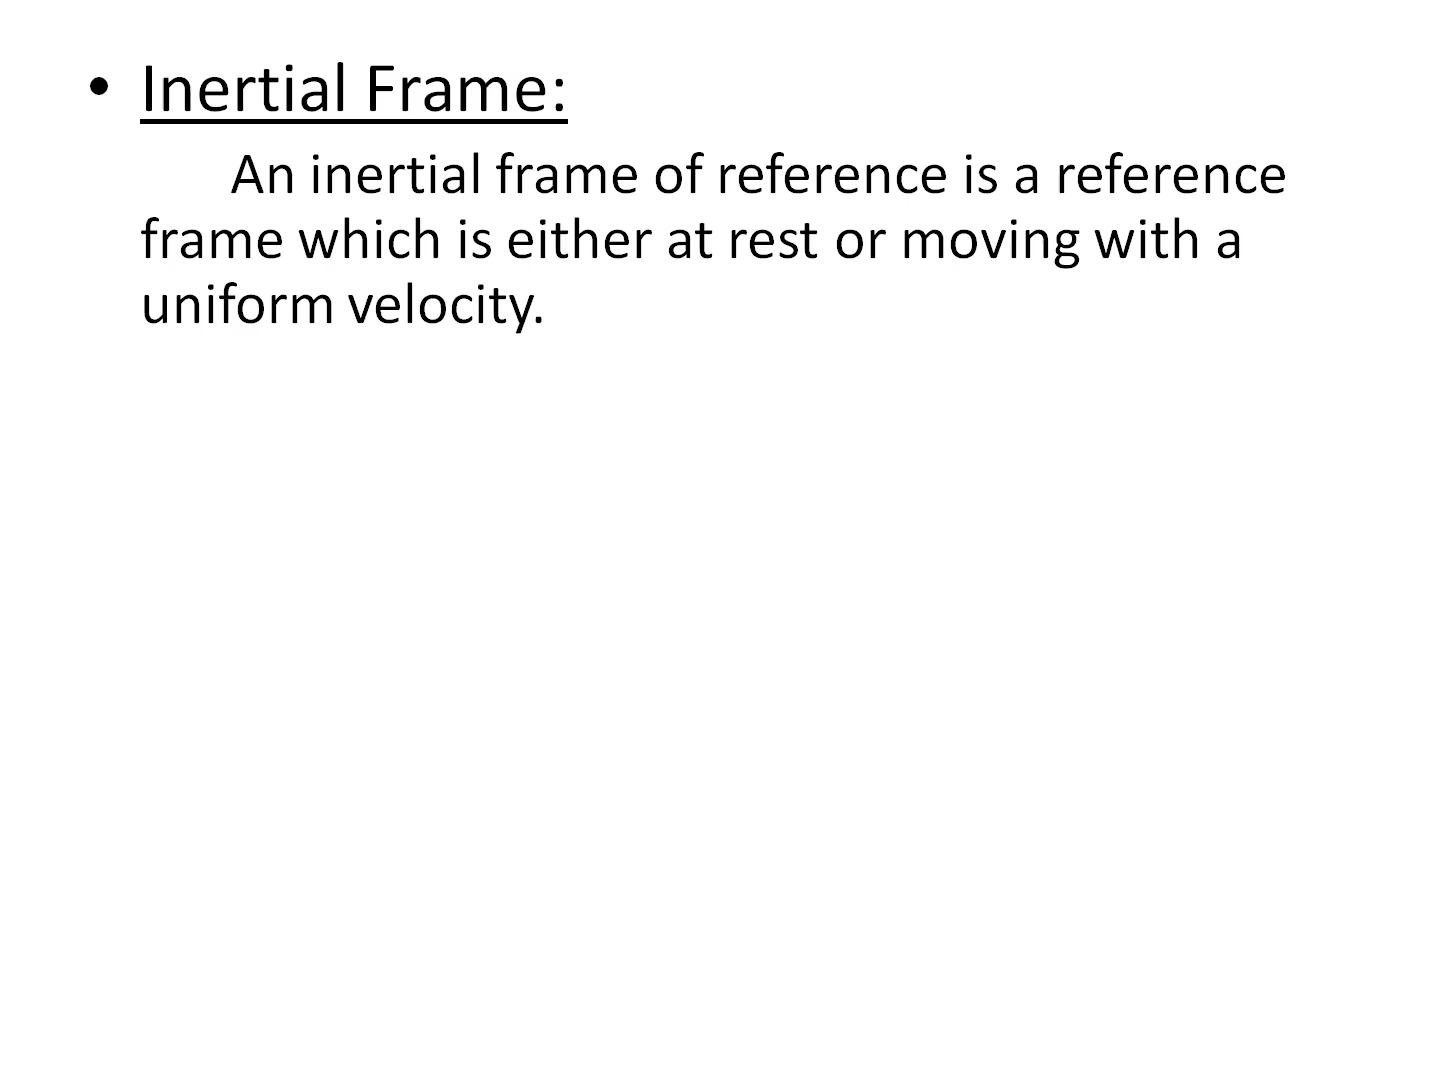 • Inertial Frame:
An inertial frame of reference is a reference
frame which is either at rest or moving with a
uniform velocity.